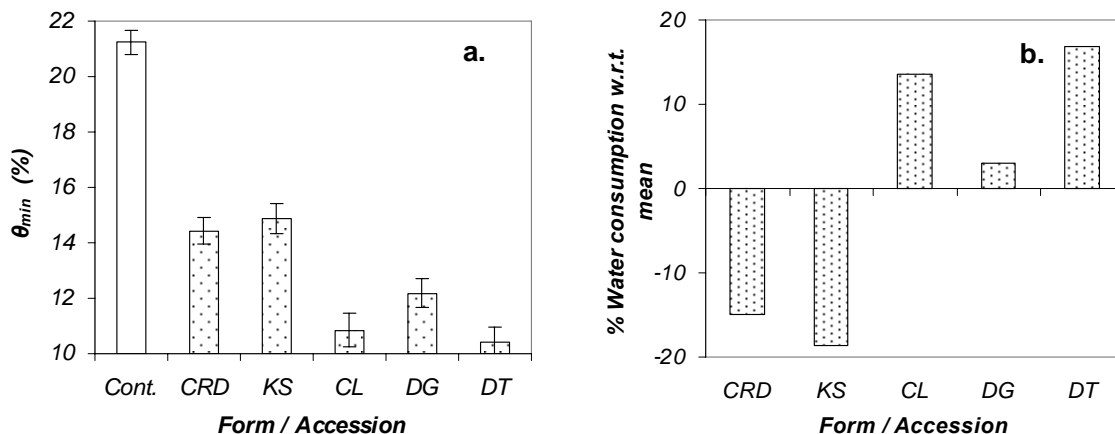 a.
22
20
18
16
14
12
10
θmin (%)
Cont. CRD KS CL DG DT
Form / Accession
b.
20
10
0
-10
-20
% Water consumption w.r.t.
mean
CRD KS CL DG DT
Form / Accession